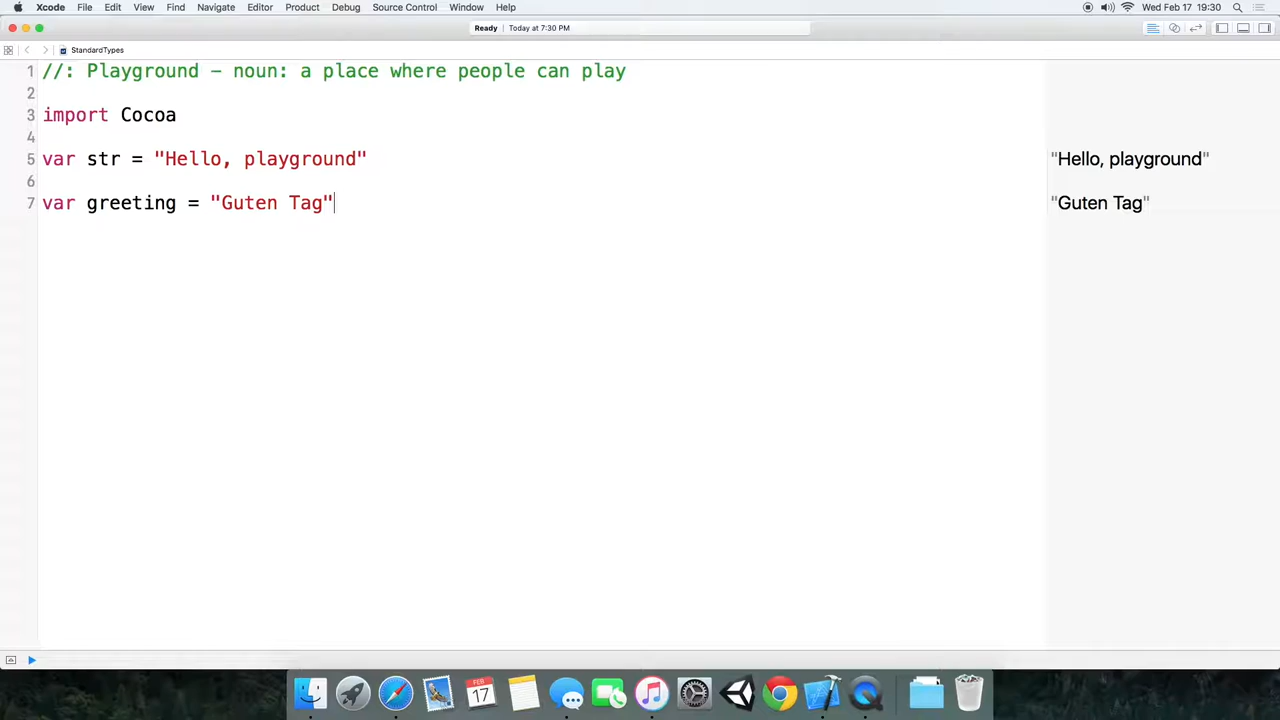 Xcode File Edit View Find Navigate Editor Product Debug Source Control Window Help Wed Feb 17 19:30
Ready | Today at 7:30 PM
StandardTypes
1 //: Playground – noun: a place where people can play
2
3 import Cocoa
4
5 var str = "Hello, playground" "Hello, playground"
6
7 var greeting = "Guten Tag" "Guten Tag"
FEB
17